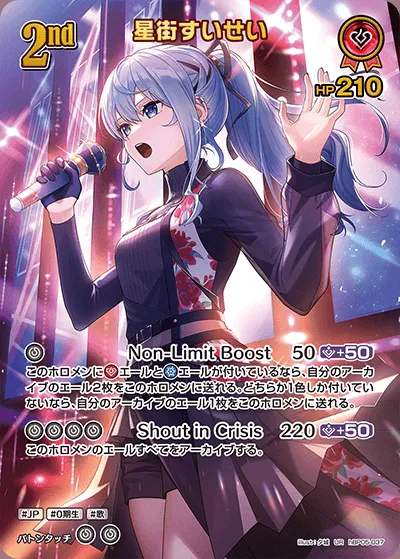 2nd
星街すいせい
HP210
Non-Limit Boost 50 +50
このホロメンに エールと エールが付いているなら、自分のアーカ
イブのエール2枚をこのホロメンに送れる。どちらか1色しか付いてい
ないなら、自分のアーカイブのエール1枚をこのホロメンに送れる。
Shout in Crisis 220 +50
このホロメンのエールすべてをアーカイブする。
#JP #0期生 #歌
バトンタッチ
illust: 夕城 UR hBP05-037